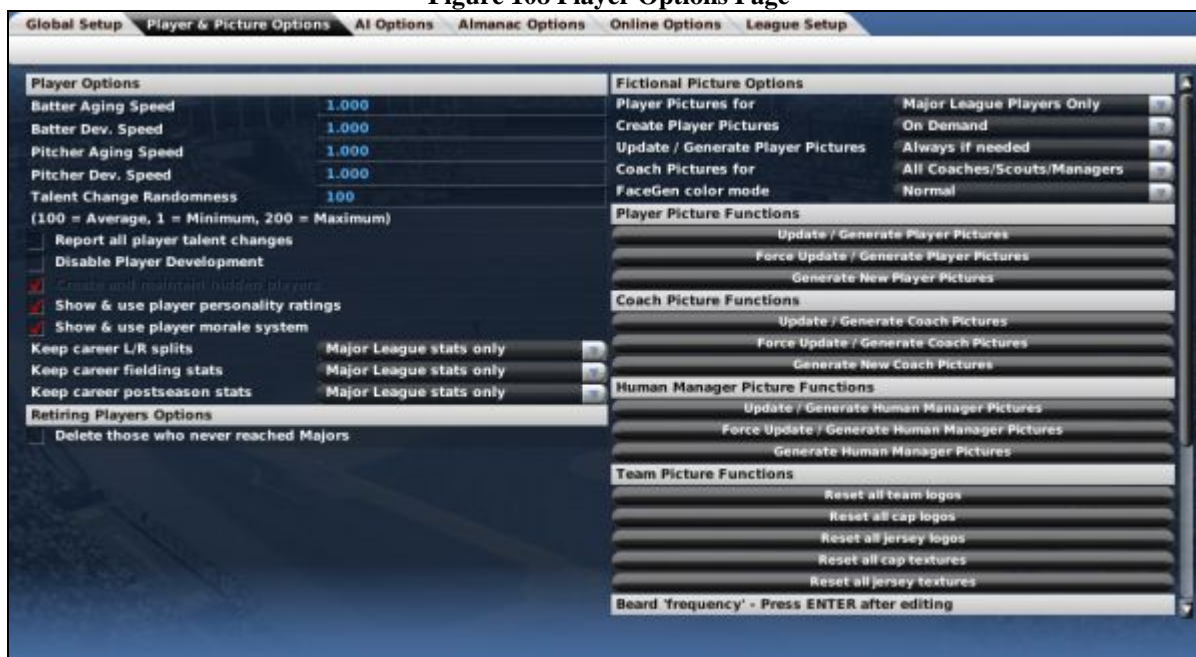 Figure 108 Player Options Page
Global Setup Player & Picture Options AI Options Almanac Options Online Options League Setup
Player Options
Batter Aging Speed 1.000
Batter Dev. Speed 1.000
Pitcher Aging Speed 1.000
Pitcher Dev. Speed 1.000
Talent Change Randomness 100
(100 = Average, 1 = Minimum, 200 = Maximum)
Report all player talent changes
Disable Player Development
Create and maintain hidden players
Show & use player personality ratings
Show & use player morale system
Keep career L/R splits Major League stats only
Keep career fielding stats Major League stats only
Keep career postseason stats Major League stats only
Retiring Players Options
Delete those who never reached Majors
Fictional Picture Options
Player Pictures for Major League Players Only
Create Player Pictures On Demand
Update / Generate Player Pictures Always if needed
Coach Pictures for All Coaches/Scouts/Managers
FaceGen color mode Normal
Player Picture Functions
Update / Generate Player Pictures
Force Update / Generate Player Pictures
Generate New Player Pictures
Coach Picture Functions
Update / Generate Coach Pictures
Force Update / Generate Coach Pictures
Generate New Coach Pictures
Human Manager Picture Functions
Update / Generate Human Manager Pictures
Force Update / Generate Human Manager Pictures
Generate Human Manager Pictures
Team Picture Functions
Reset all team logos
Reset all cap logos
Reset all jersey logos
Reset all cap textures
Reset all jersey textures
Beard 'frequency' - Press ENTER after editing